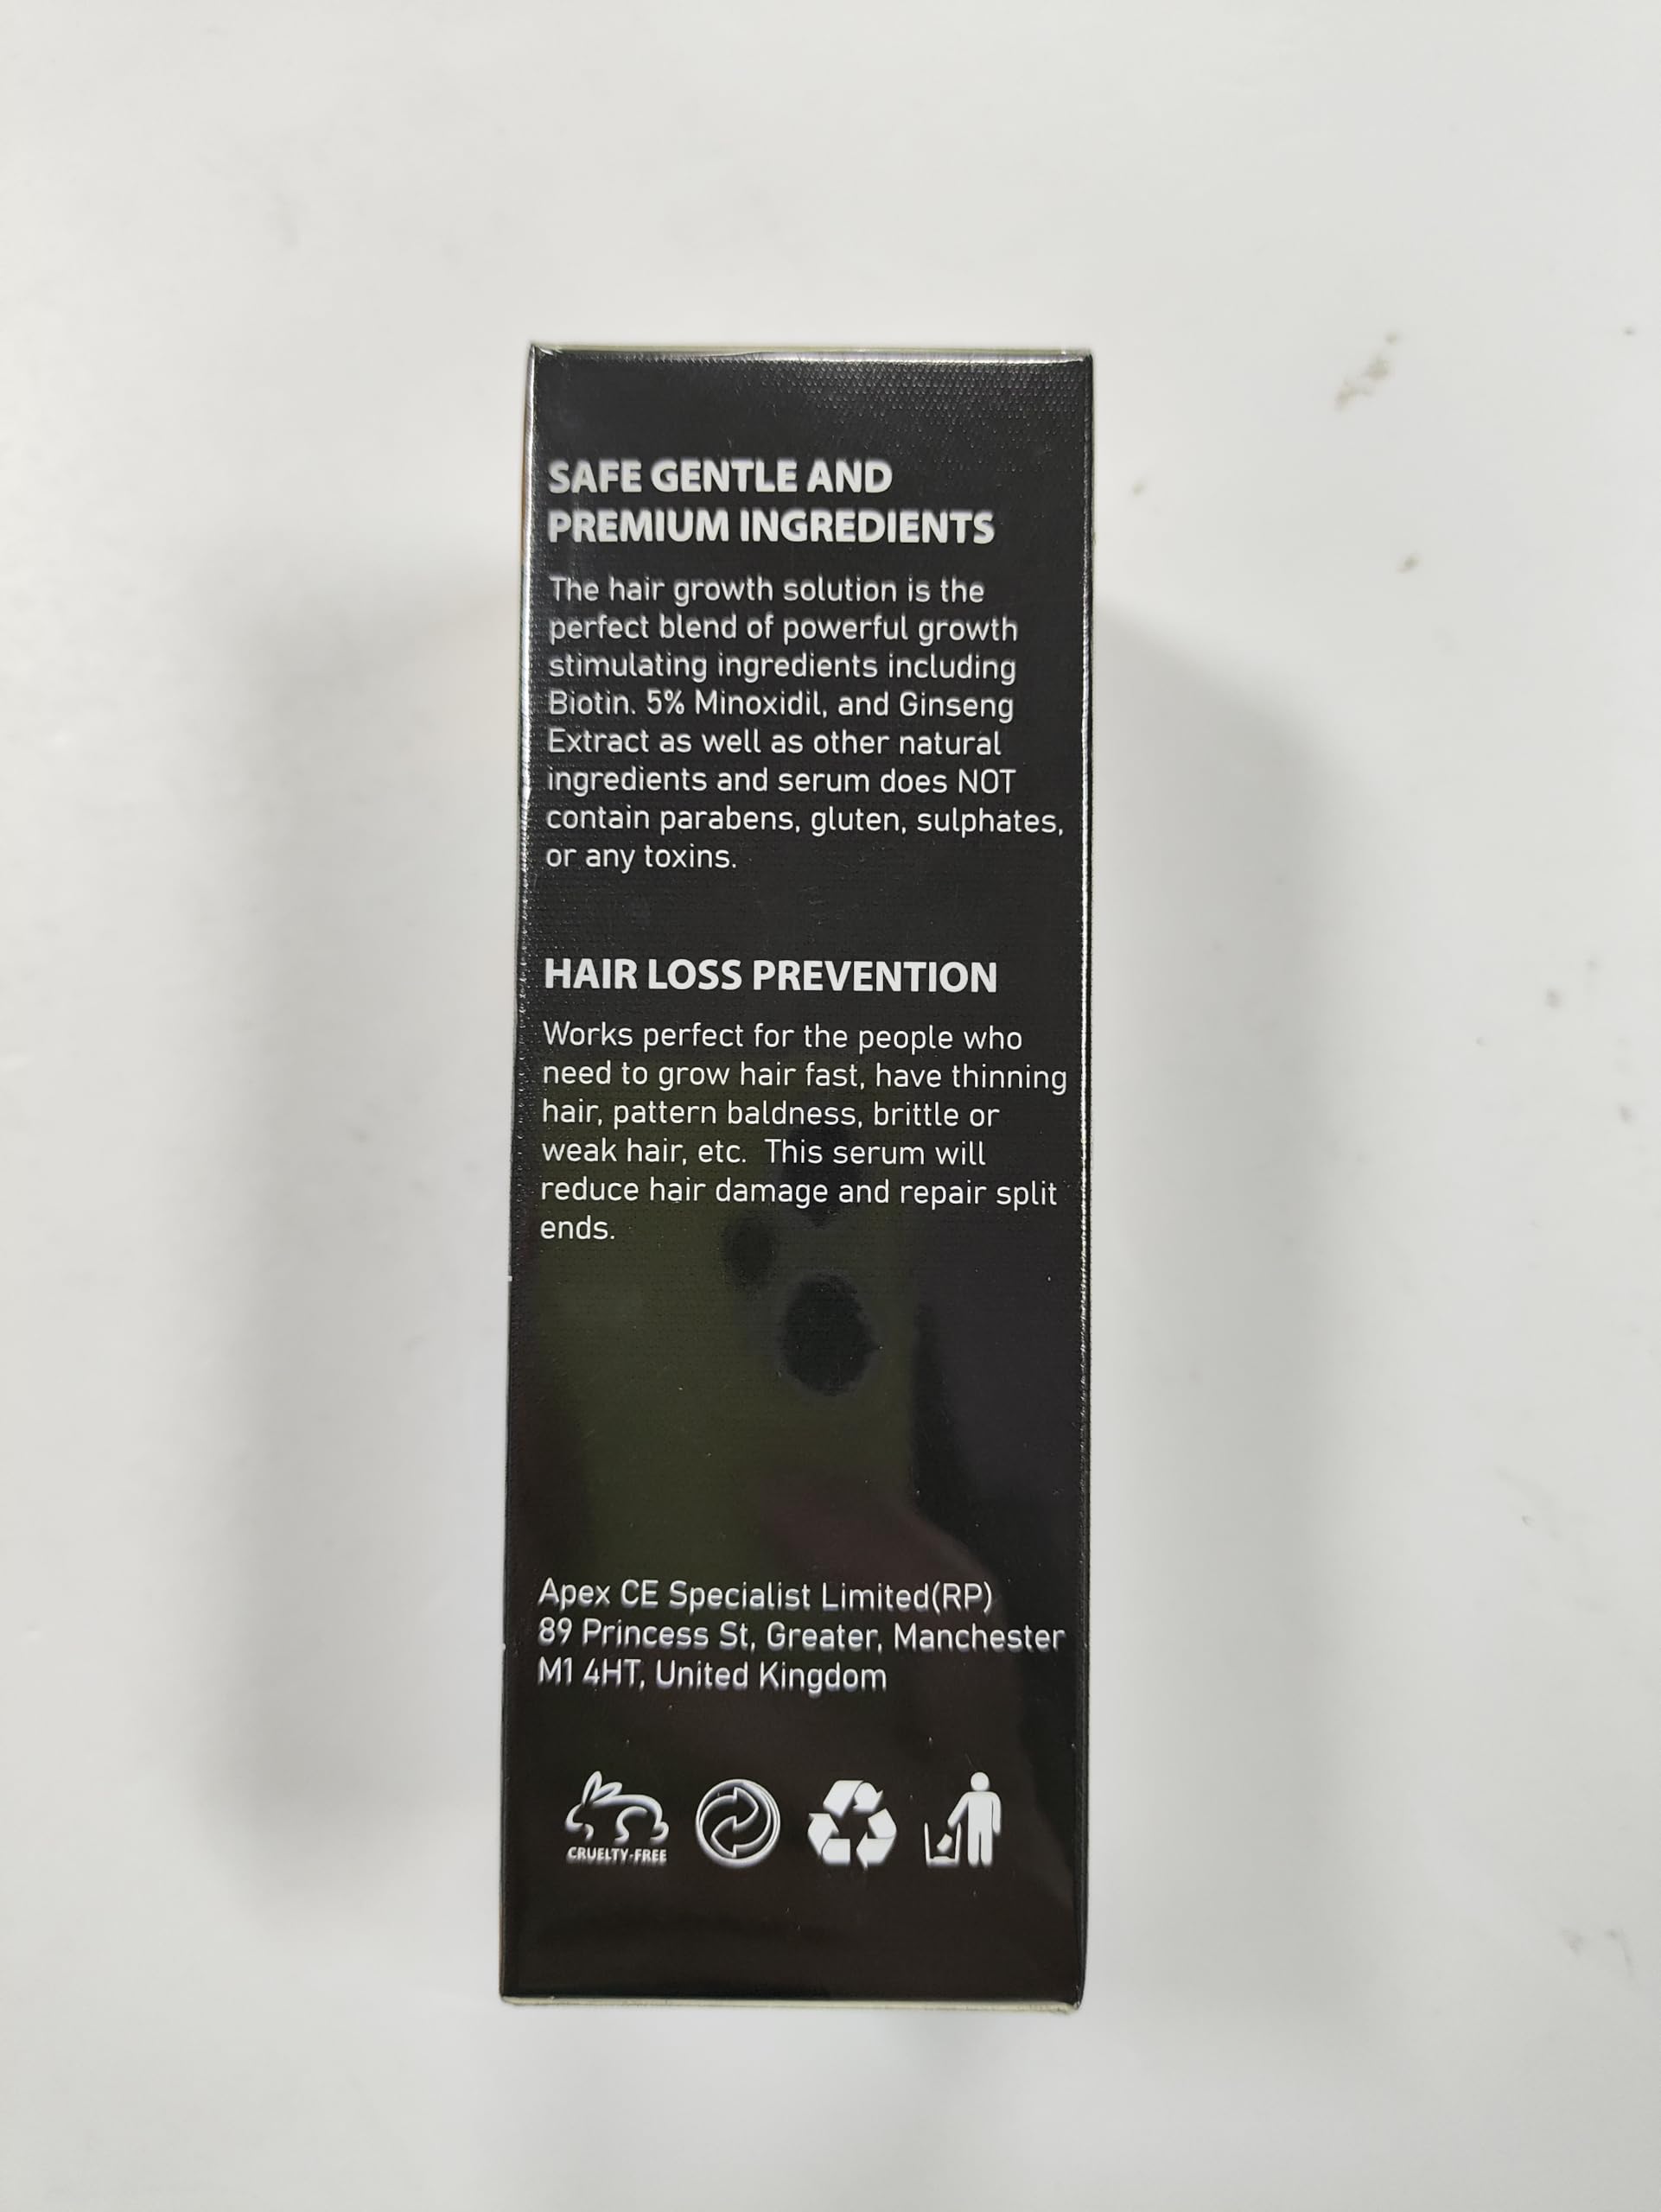 SAFE GENTLE AND
PREMIUM INGREDIENTS
The hair growth solution is the
perfect blend of powerful growth
stimulating ingredients including
Biotin. 5% Minoxidil, and Ginseng
Extract as well as other natural
ingredients and serum does NOT
contain parabens, gluten, sulphates,
or any toxins.
HAIR LOSS PREVENTION
Works perfect for the people who
need to grow hair fast, have thinning
hair, pattern baldness, brittle or
weak hair, etc. This serum will
reduce hair damage and repair split
ends.
Apex CE Specialist Limited(RP)
89 Princess St, Greater, Manchester
M1 4HT, United Kingdom
CRUELTY-FREE